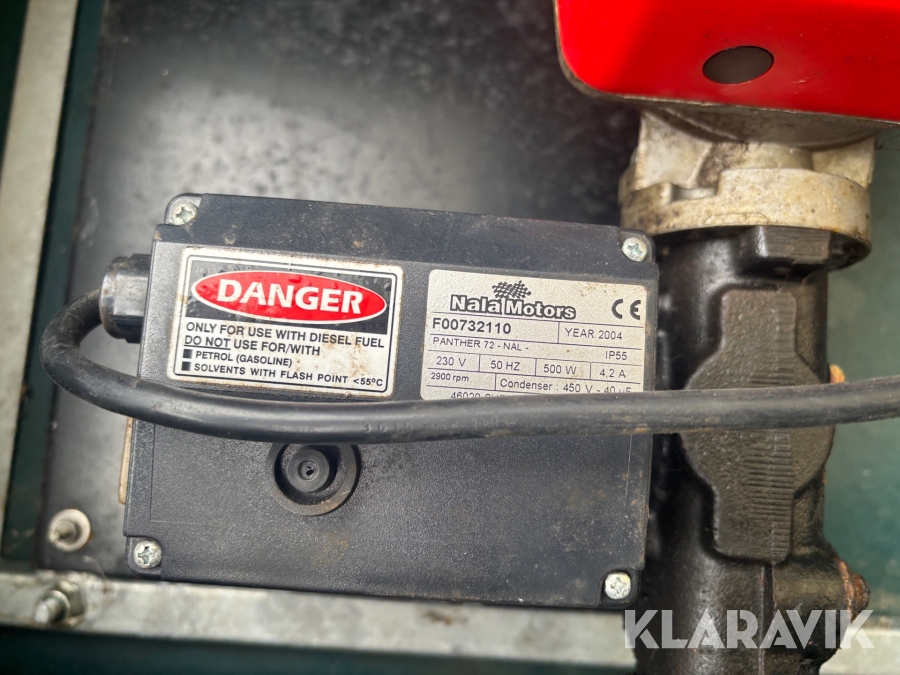 DANGER
ONLY FOR USE WITH DIESEL FUEL
DO NOT USE FOR/WITH
PETROL (GASOLINE)
SOLVENTS WITH FLASH POINT <55°C
Nala Motors
CE
F00732110 YEAR 2004
PANTHER 72 - NAL - IP55
230 V 50 HZ 500 W 4,2 A
2900 rpm Condenser : 450 V - 40 µF
46020
KLARAVIK